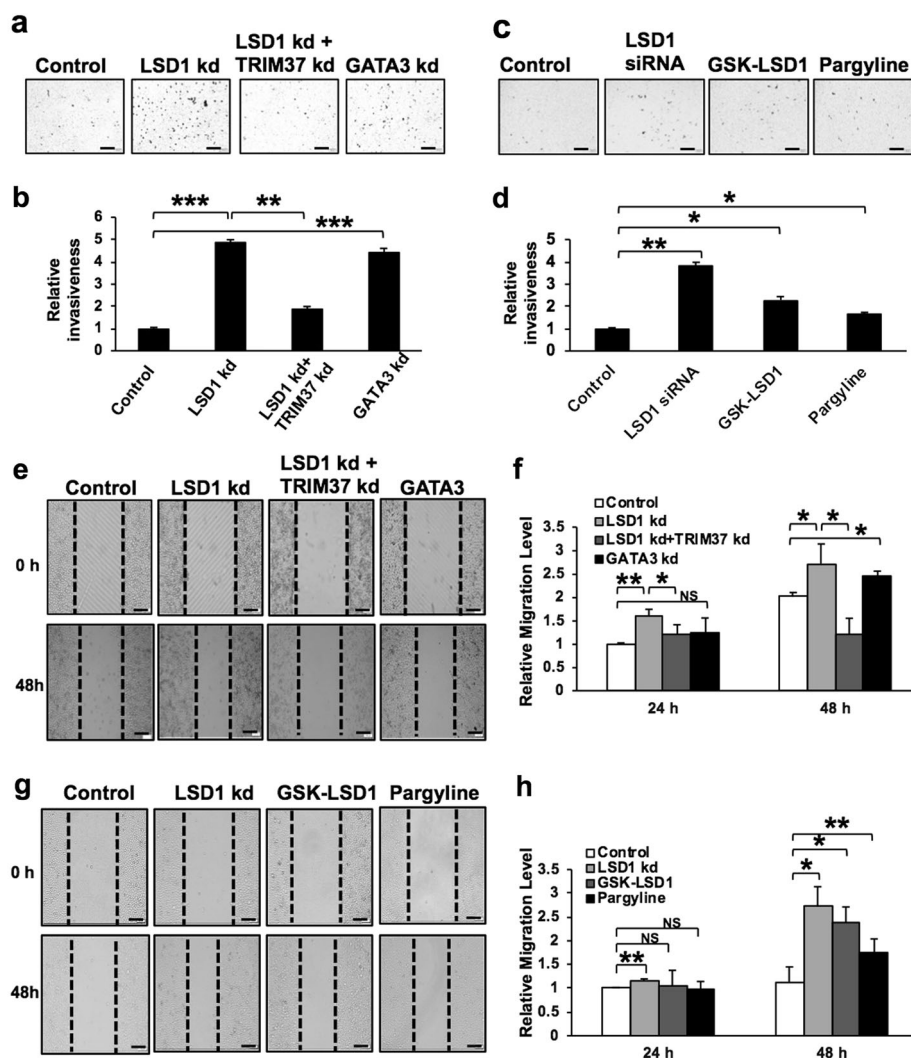 a
Control
LSD1 kd
LSD1 kd +
TRIM37 kd
GATA3 kd
c
Control
LSD1
siRNA
GSK-LSD1
Pargyline
b
Relative
invasiveness
6
5
4
3
2
1
0
***
**
***
Control
LSD1 kd
LSD1 kd+
TRIM37 kd
GATA3 kd
d
Relative
invasiveness
5
4
3
2
1
0
**
*
*
Control
LSD1 siRNA
GSK-LSD1
Pargyline
e
Control
LSD1 kd
LSD1 kd +
TRIM37 kd
GATA3
0 h
48h
f
Relative Migration Level
3.5
3
2.5
2
1.5
1
0.5
0
Control
LSD1 kd
LSD1 kd+TRIM37 kd
GATA3 kd
**
*
NS
*
*
*
24 h
48 h
g
Control
LSD1 kd
GSK-LSD1
Pargyline
0 h
48h
h
Relative Migration Level
3.5
3
2.5
2
1.5
1
0.5
0
Control
LSD1 kd
GSK-LSD1
Pargyline
NS
NS
**
**
*
*
24 h
48 h